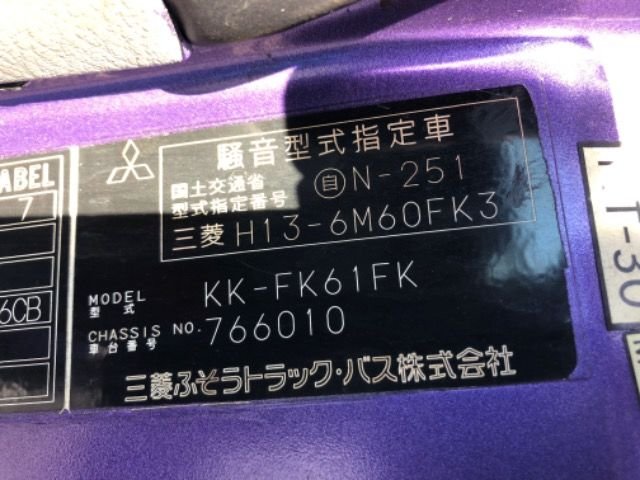 騒音型式指定車
国土交通省
型式指定番号 自N-251
三菱 H13-6M60FK3
MODEL
型式 KK-FK61FK
CHASSIS NO.
車台番号 766010
三菱ふそうトラック・バス株式会社
ABEL
7
6CB
T-30